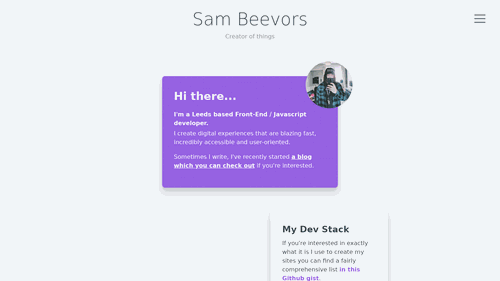 Sam Beevors
Creator of things
Hi there...
I'm a Leeds based Front-End / Javascript
developer.
I create digital experiences that are blazing fast,
incredibly accessible and user-oriented.
Sometimes I write, I've recently started a blog
which you can check out if you're interested.
My Dev Stack
If you're interested in exactly
what it is I use to create my
sites you can find a fairly
comprehensive list in this
Github gist.